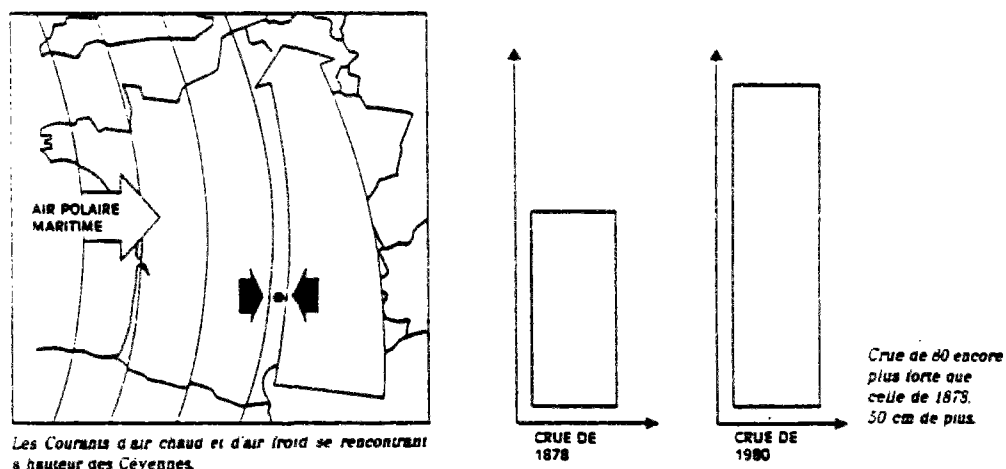 AIR POLAIRE
MARITIME
Les Courants d'air chaud et d'air froid se rencontrant
a hauteur des Cévennes.
CRUE DE
1878
CRUE DE
1980
Crue de 80 encore
plus forte que
celle de 1878,
50 cm de plus.